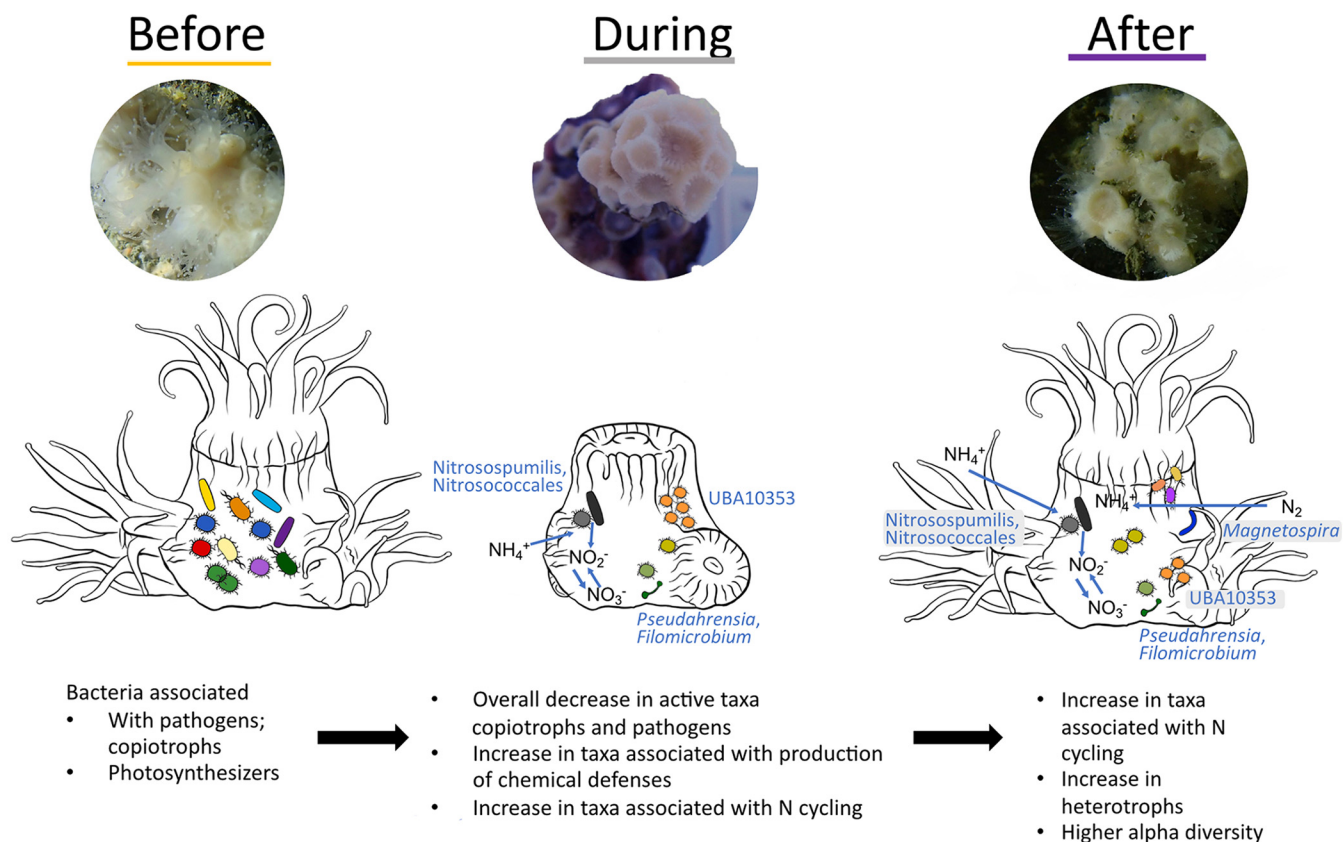 Before
During
After
Nitrosospumilis,
Nitrosococcales
UBA10353
NH₄⁺
NO₂⁻
NO₃⁻
Pseudahrensia,
Filomicrobium
NH₄⁺
NH₄⁺
N₂
Magnetospira
Nitrosospumilis,
Nitrosococcales
NO₂⁻
UBA10353
NO₃⁻
Pseudahrensia,
Filomicrobium
Bacteria associated
• With pathogens;
copiotrophs
• Photosynthesizers
• Overall decrease in active taxa
copiotrophs and pathogens
• Increase in taxa associated with production
of chemical defenses
• Increase in taxa associated with N cycling
• Increase in taxa
associated with N
cycling
• Increase in
heterotrophs
• Higher alpha diversity